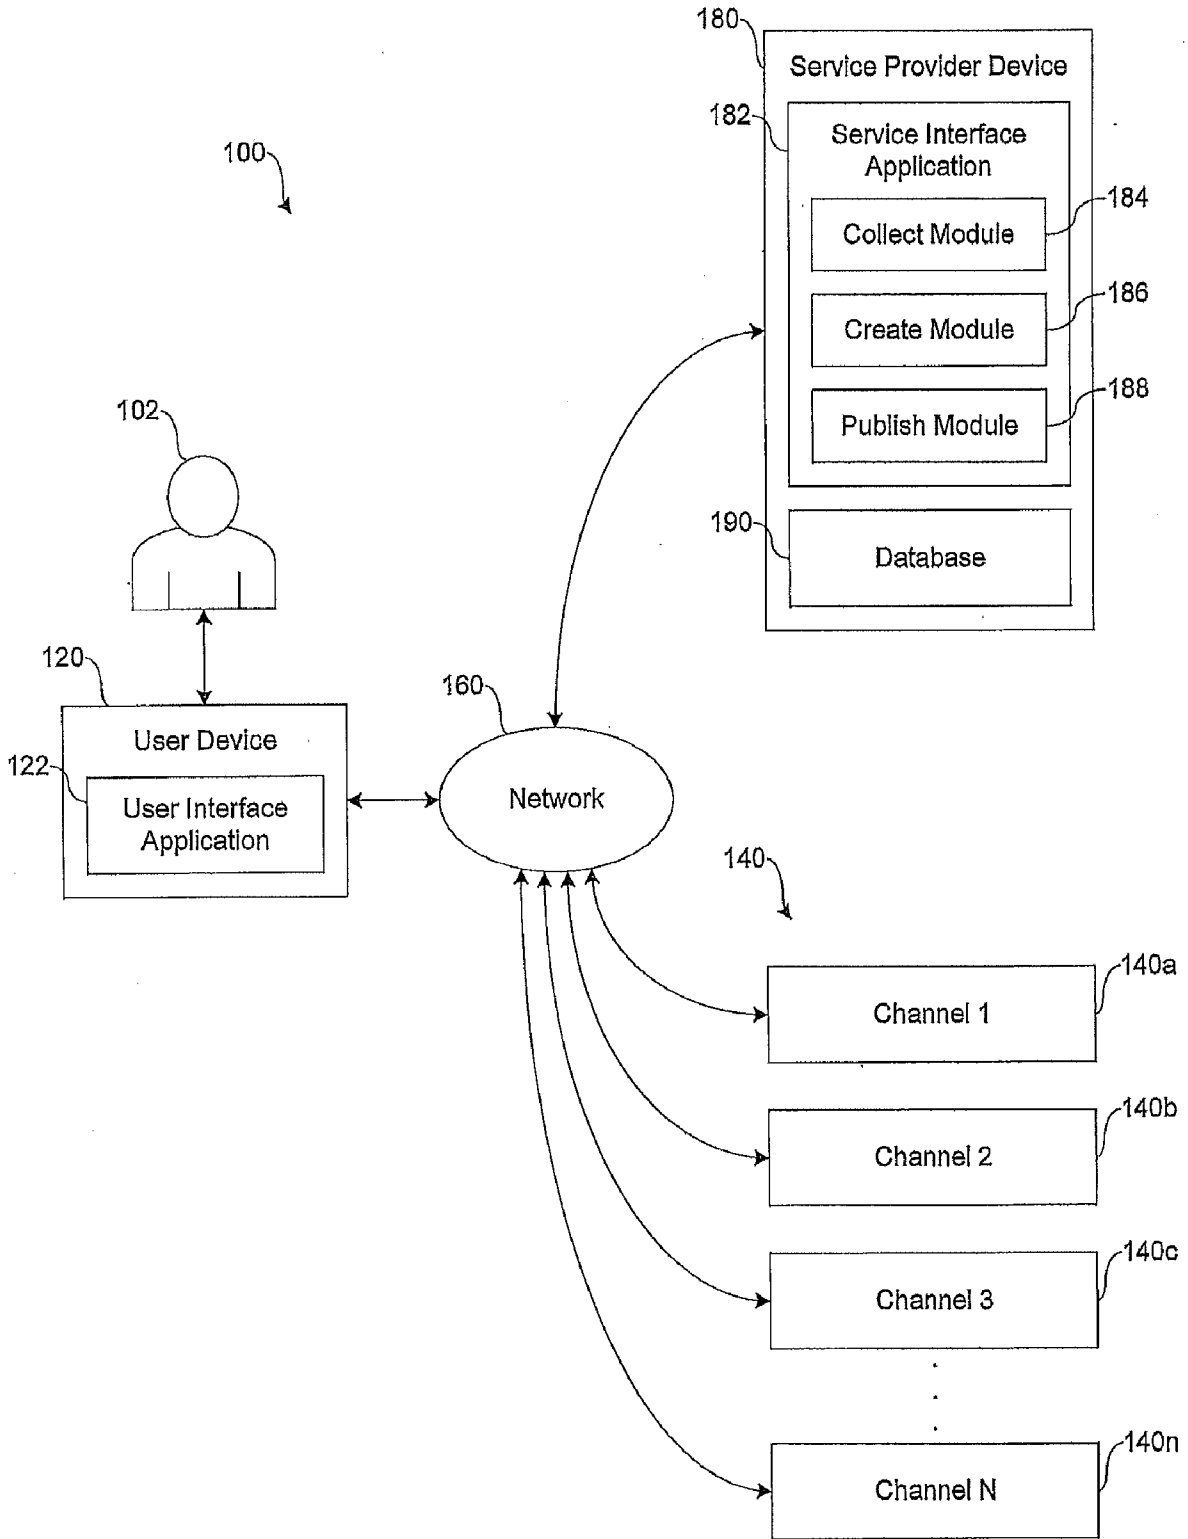 180
Service Provider Device
182
Service Interface
Application
100
184
Collect Module
186
Create Module
188
Publish Module
102
190
Database
120
160
User Device
122
User Interface
Application
Network
140
140a
Channel 1
140b
Channel 2
140c
Channel 3
140n
Channel N